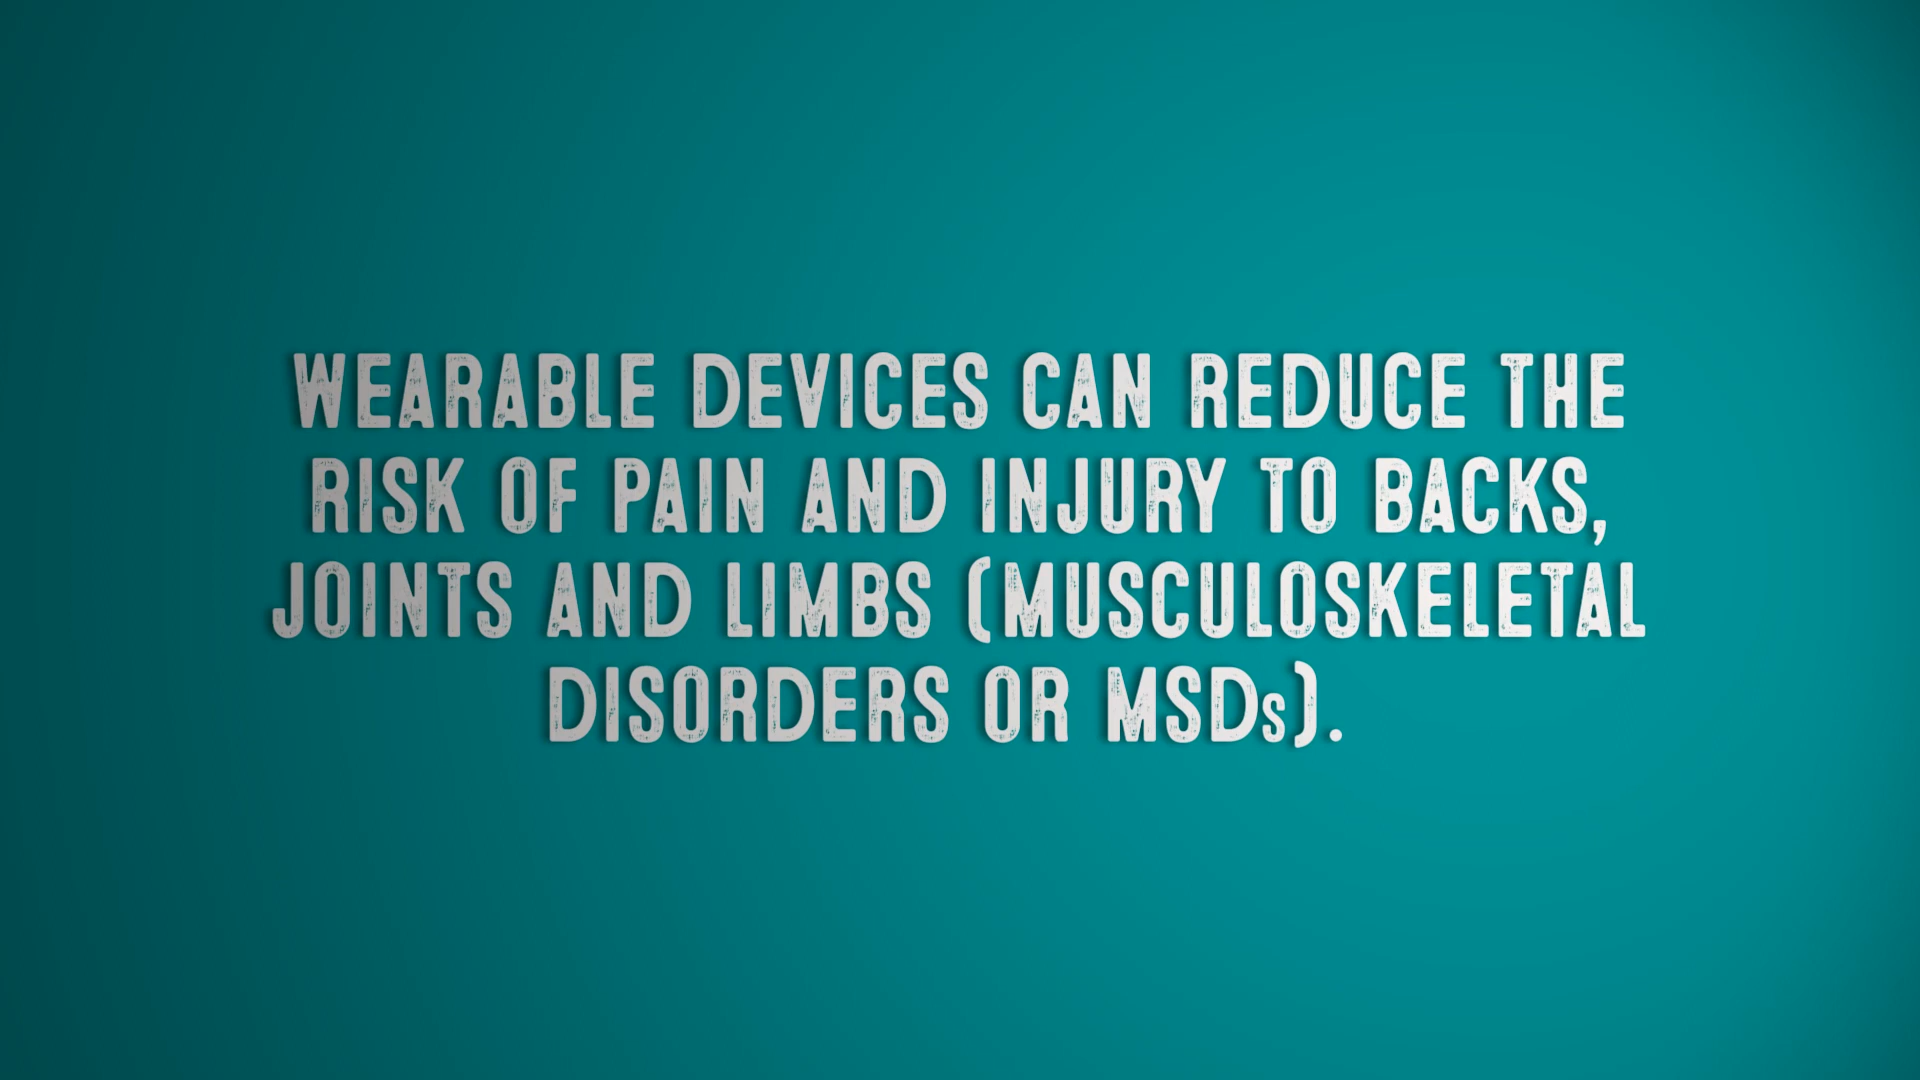 WEARABLE DEVICES CAN REDUCE THE
RISK OF PAIN AND INJURY TO BACKS,
JOINTS AND LIMBS (MUSCULOSKELETAL
DISORDERS OR MSDs).